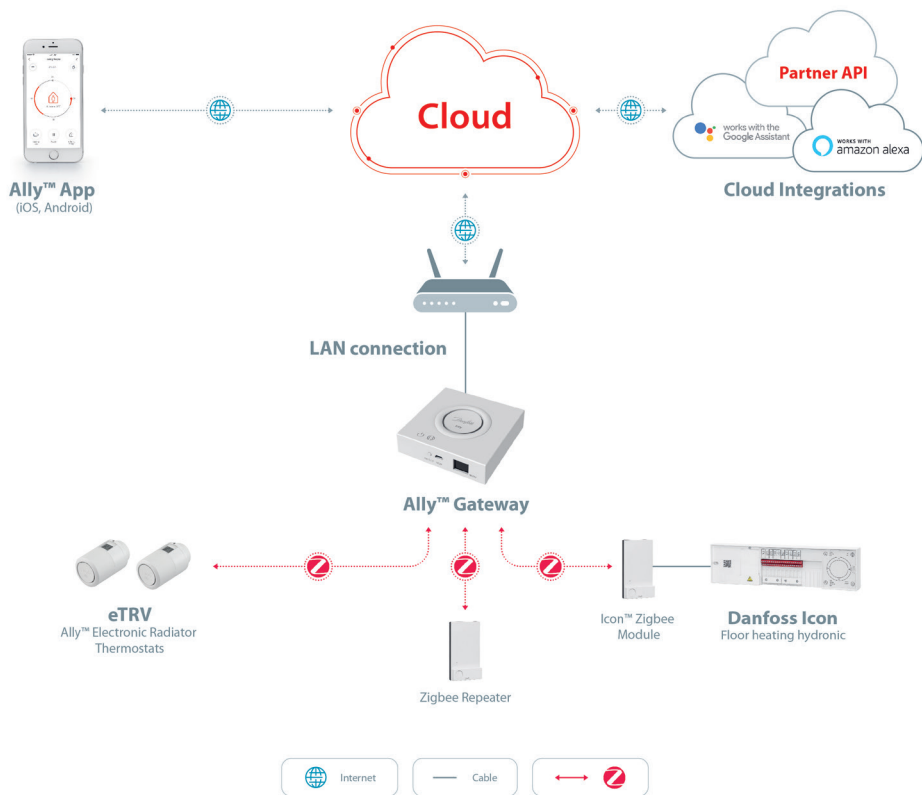 Partner API
works with the
Google Assistant
WORKS WITH
amazon alexa
Cloud
Ally™ App
(iOS, Android)
Cloud Integrations
LAN connection
Danfoss
Ally™ Gateway
eTRV
Ally™ Electronic Radiator
Thermostats
Icon™ Zigbee
Module
Danfoss Icon
Floor heating hydronic
Zigbee Repeater
Internet
Cable